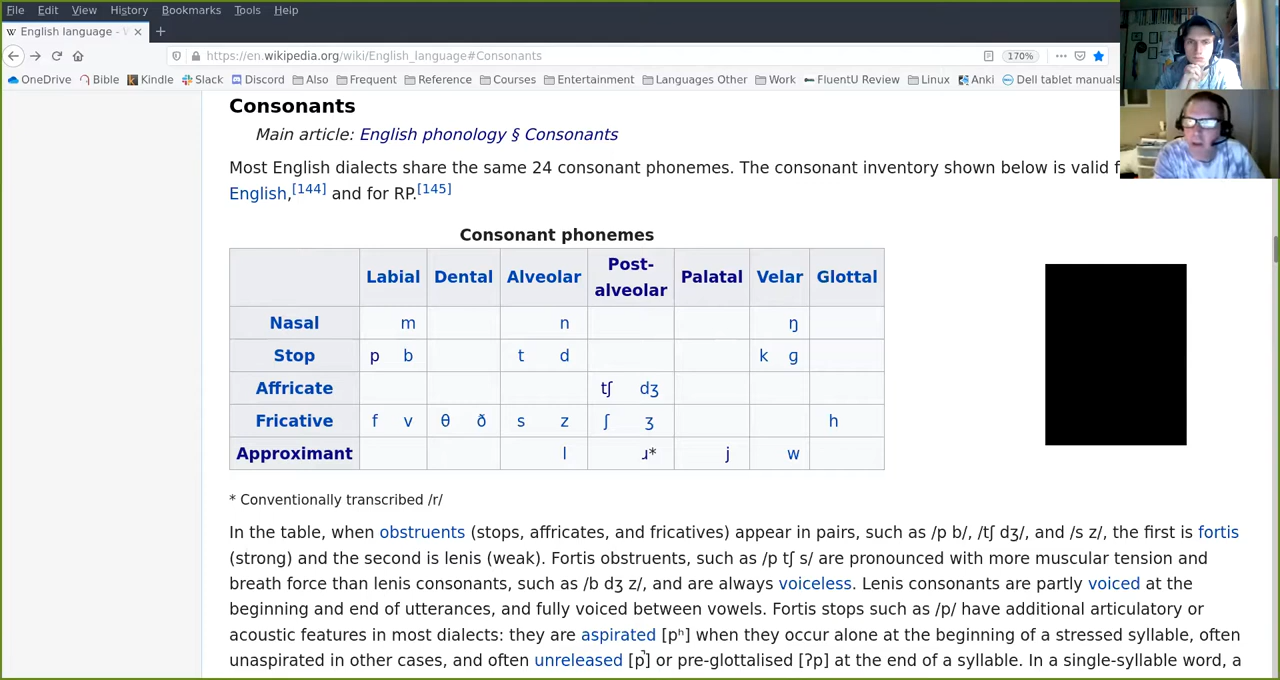 File Edit View History Bookmarks Tools Help
W English language - × +
https://en.wikipedia.org/wiki/English_language#Consonants 170%
OneDrive Bible Kindle Slack Discord Also Frequent Reference Courses Entertainment Languages Other Work FluentU Review Linux Anki Dell tablet manuals
Consonants
Main article: English phonology § Consonants
Most English dialects share the same 24 consonant phonemes. The consonant inventory shown below is valid f
English,[144] and for RP.[145]
Consonant phonemes
Labial Dental Alveolar Post-alveolar Palatal Velar Glottal
Nasal m n ŋ
Stop p b t d k ɡ
Affricate tʃ dʒ
Fricative f v θ ð s z ʃ ʒ h
Approximant l ɹ* j w
* Conventionally transcribed /r/
In the table, when obstruents (stops, affricates, and fricatives) appear in pairs, such as /p b/, /tʃ dʒ/, and /s z/, the first is fortis
(strong) and the second is lenis (weak). Fortis obstruents, such as /p tʃ s/ are pronounced with more muscular tension and
breath force than lenis consonants, such as /b dʒ z/, and are always voiceless. Lenis consonants are partly voiced at the
beginning and end of utterances, and fully voiced between vowels. Fortis stops such as /p/ have additional articulatory or
acoustic features in most dialects: they are aspirated [pʰ] when they occur alone at the beginning of a stressed syllable, often
unaspirated in other cases, and often unreleased [p̚] or pre-glottalised [ʔp] at the end of a syllable. In a single-syllable word, a